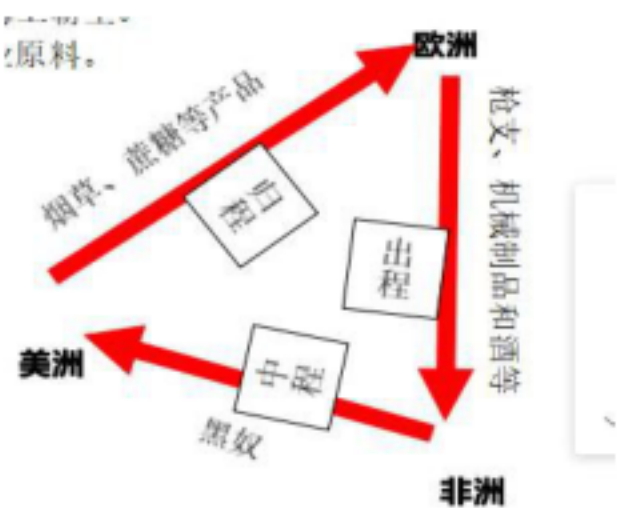 原料。
欧洲
烟草、蔗糖等产品
归程
枪支、机械制品和酒等
出程
美洲
中程
黑奴
非洲